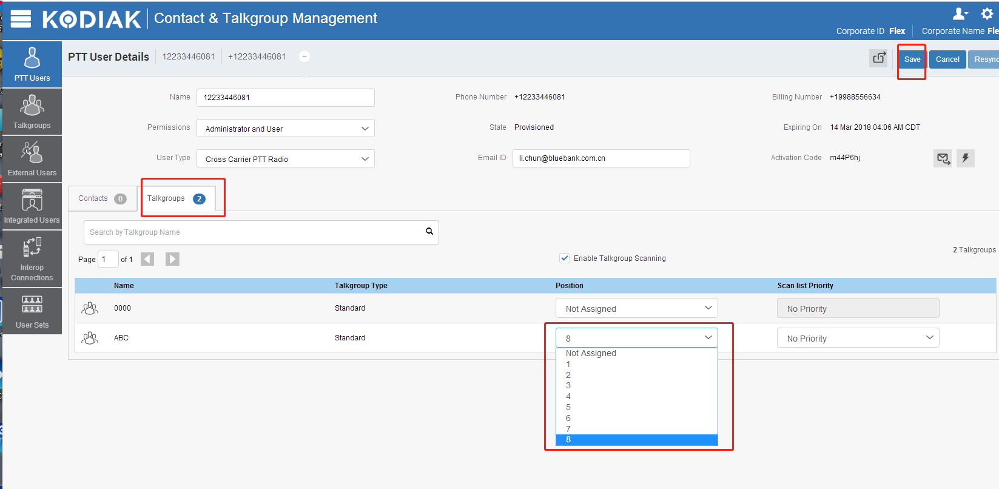 KODIAK Contact & Talkgroup Management
Corporate ID Flex Corporate Name Fle
PTT Users
Talkgroups
External Users
Integrated Users
Interop
Connections
User Sets
PTT User Details 12233446081 +12233446081
Save Cancel Resync
Name 12233446081 Phone Number +12233446081 Billing Number +19988556634
Permissions Administrator and User State Provisioned Expiring On 14 Mar 2018 04:06 AM CDT
User Type Cross Carrier PTT Radio Email ID li.chun@bluebank.com.cn Activation Code m44P6hj
Contacts 0 Talkgroups 2
Search by Talkgroup Name
Page 1 of 1 Enable Talkgroup Scanning 2 Talkgroups
Name Talkgroup Type Position Scan list Priority
0000 Standard Not Assigned No Priority
ABC Standard 8 No Priority
Not Assigned
1
2
3
4
5
6
7
8